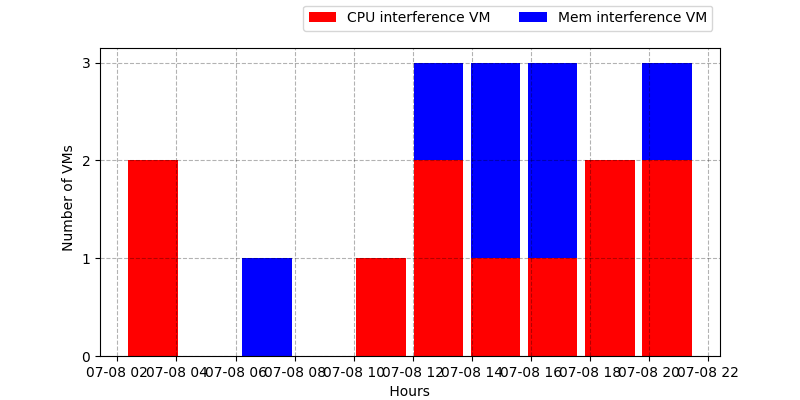 CPU interference VM
Mem interference VM
3
2
1
0
Number of VMs
07-08 02 07-08 04 07-08 06 07-08 08 07-08 10 07-08 12 07-08 14 07-08 16 07-08 18 07-08 20 07-08 22
Hours